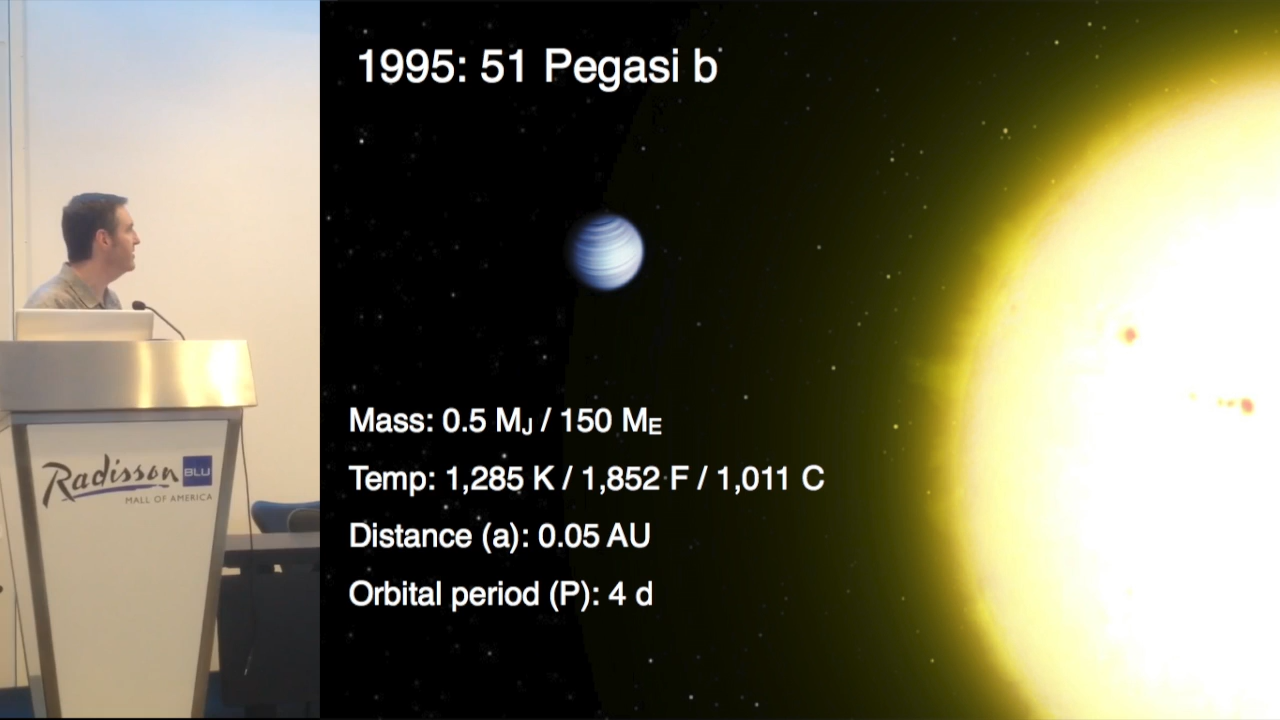 1995: 51 Pegasi b
Mass: 0.5 MJ / 150 ME
Temp: 1,285 K / 1,852 F / 1,011 C
Distance (a): 0.05 AU
Orbital period (P): 4 d
Radisson BLU
MALL OF AMERICA